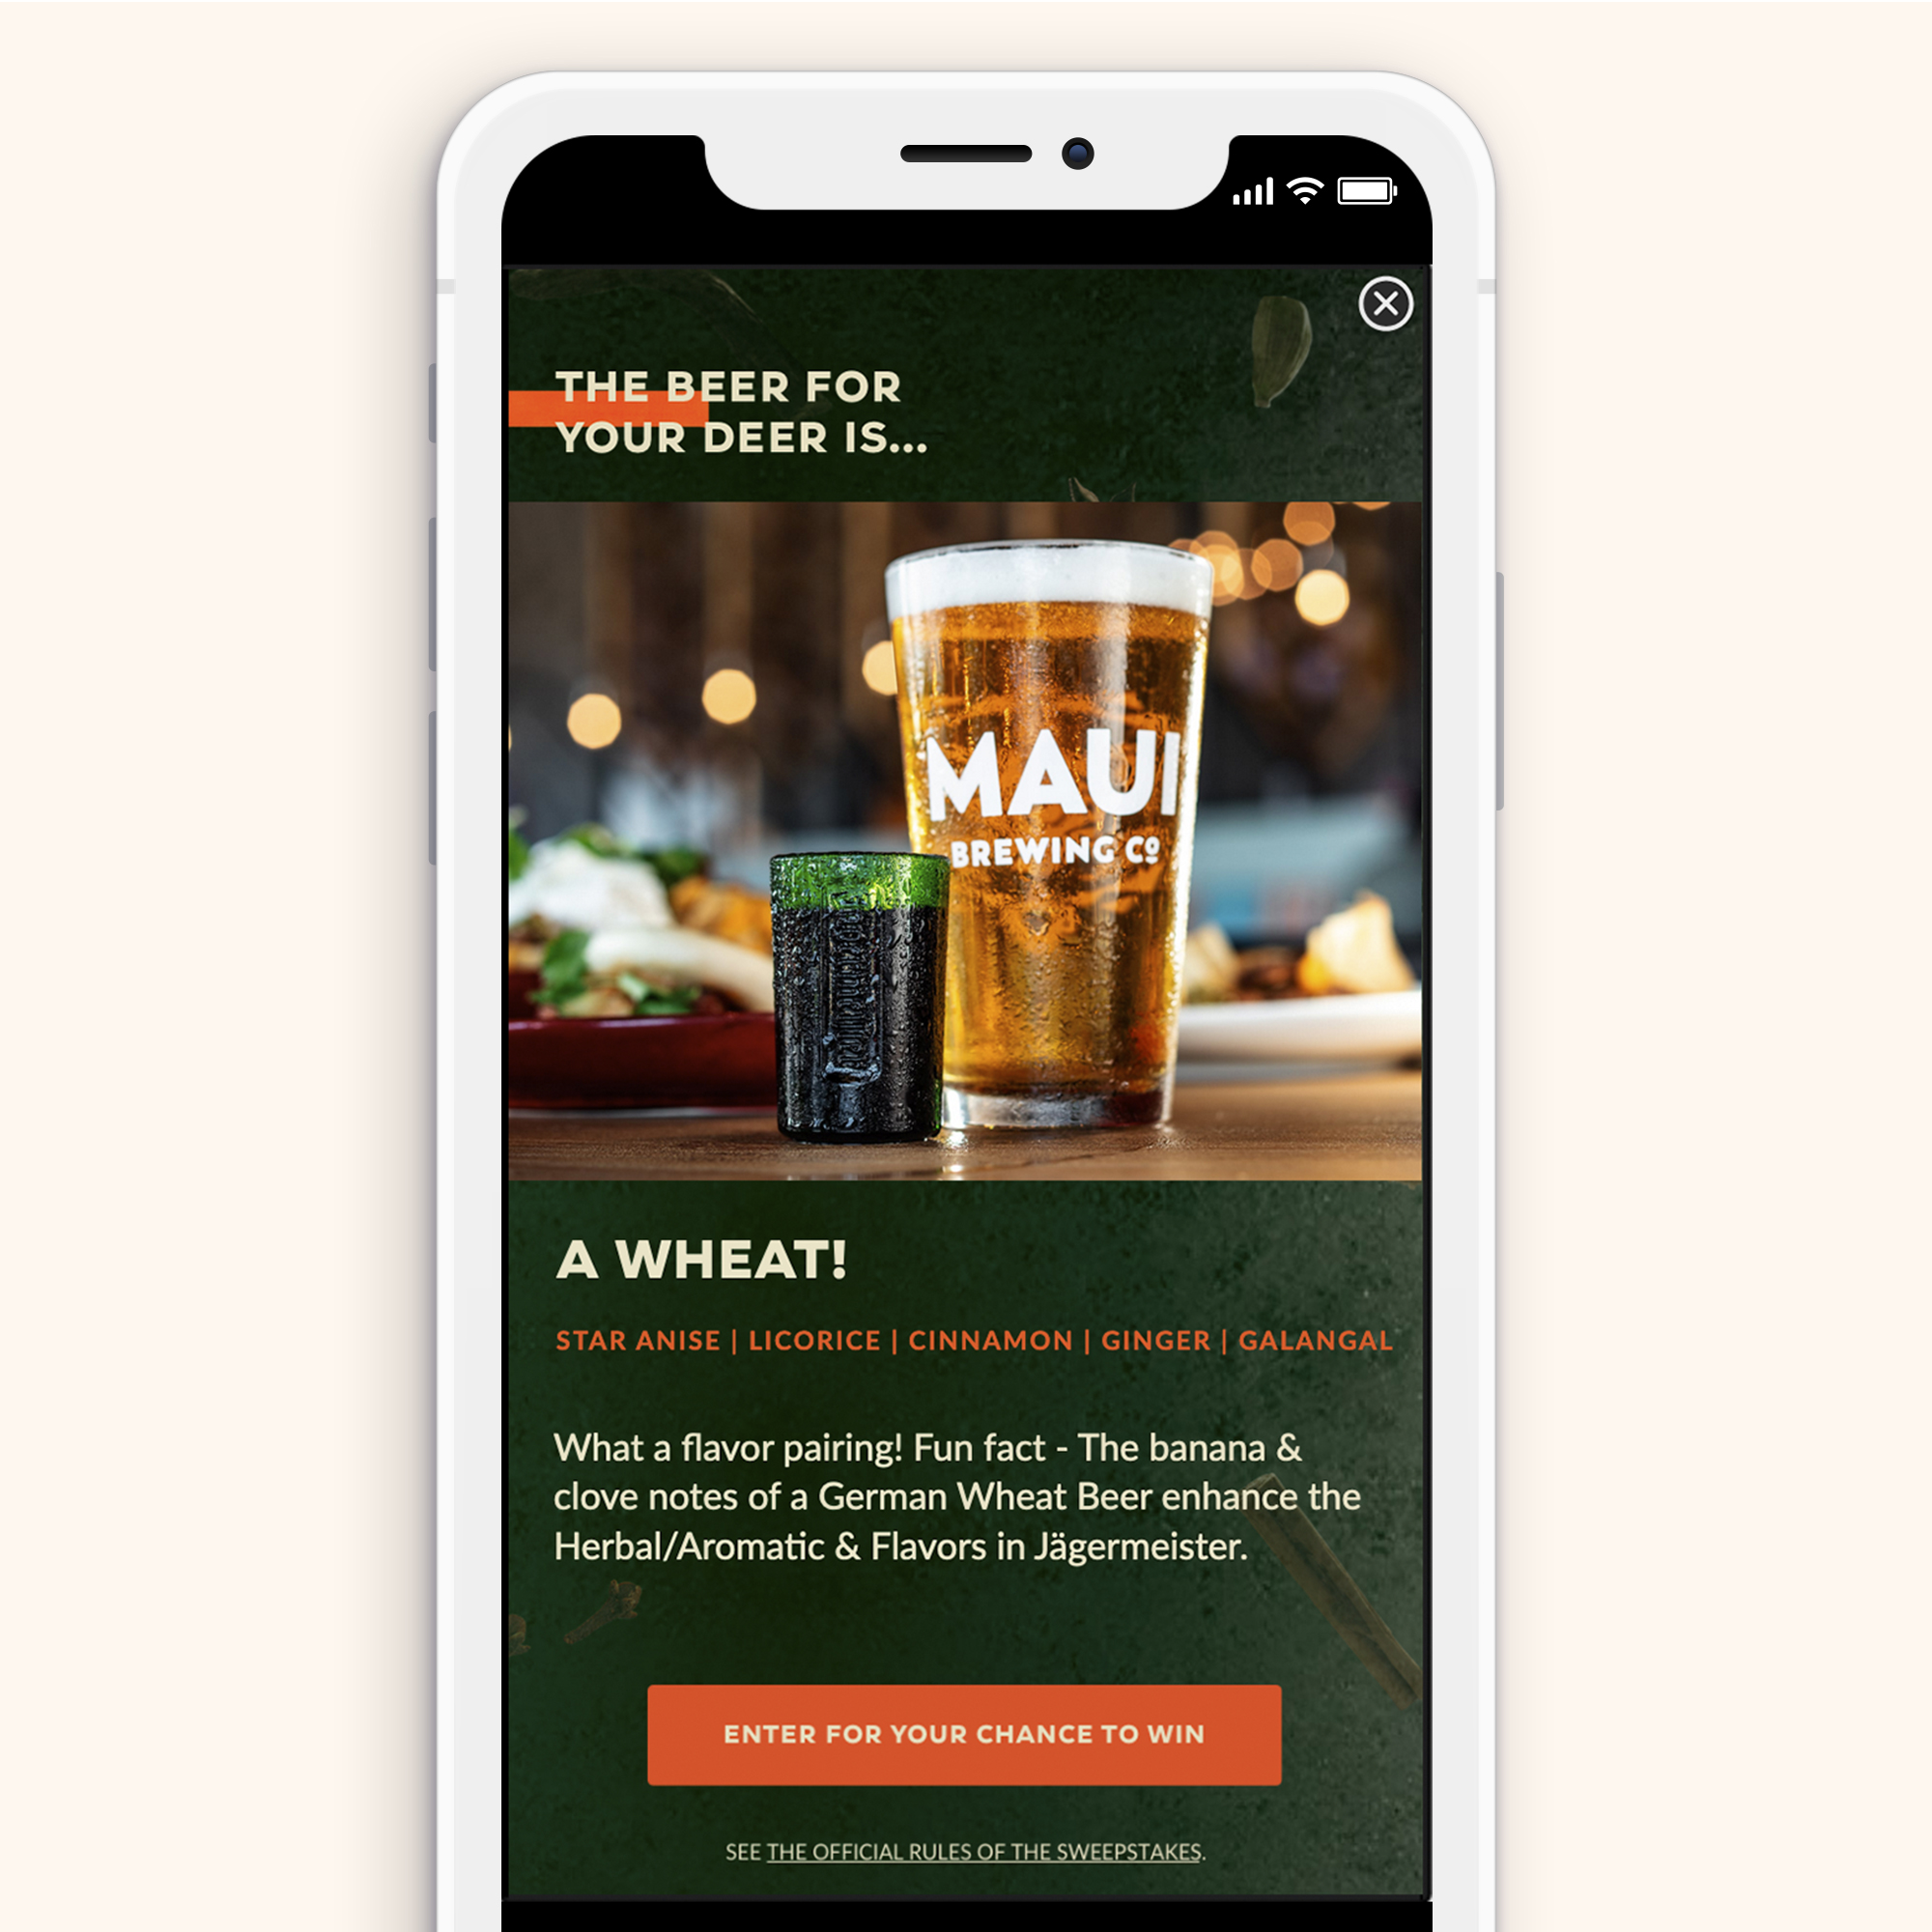 THE BEER FOR
YOUR DEER IS...
MAUI
BREWING Cº
Jägermeister
A WHEAT!
STAR ANISE | LICORICE | CINNAMON | GINGER | GALANGAL
What a flavor pairing! Fun fact - The banana &
clove notes of a German Wheat Beer enhance the
Herbal/Aromatic & Flavors in Jägermeister.
ENTER FOR YOUR CHANCE TO WIN
SEE THE OFFICIAL RULES OF THE SWEEPSTAKES.